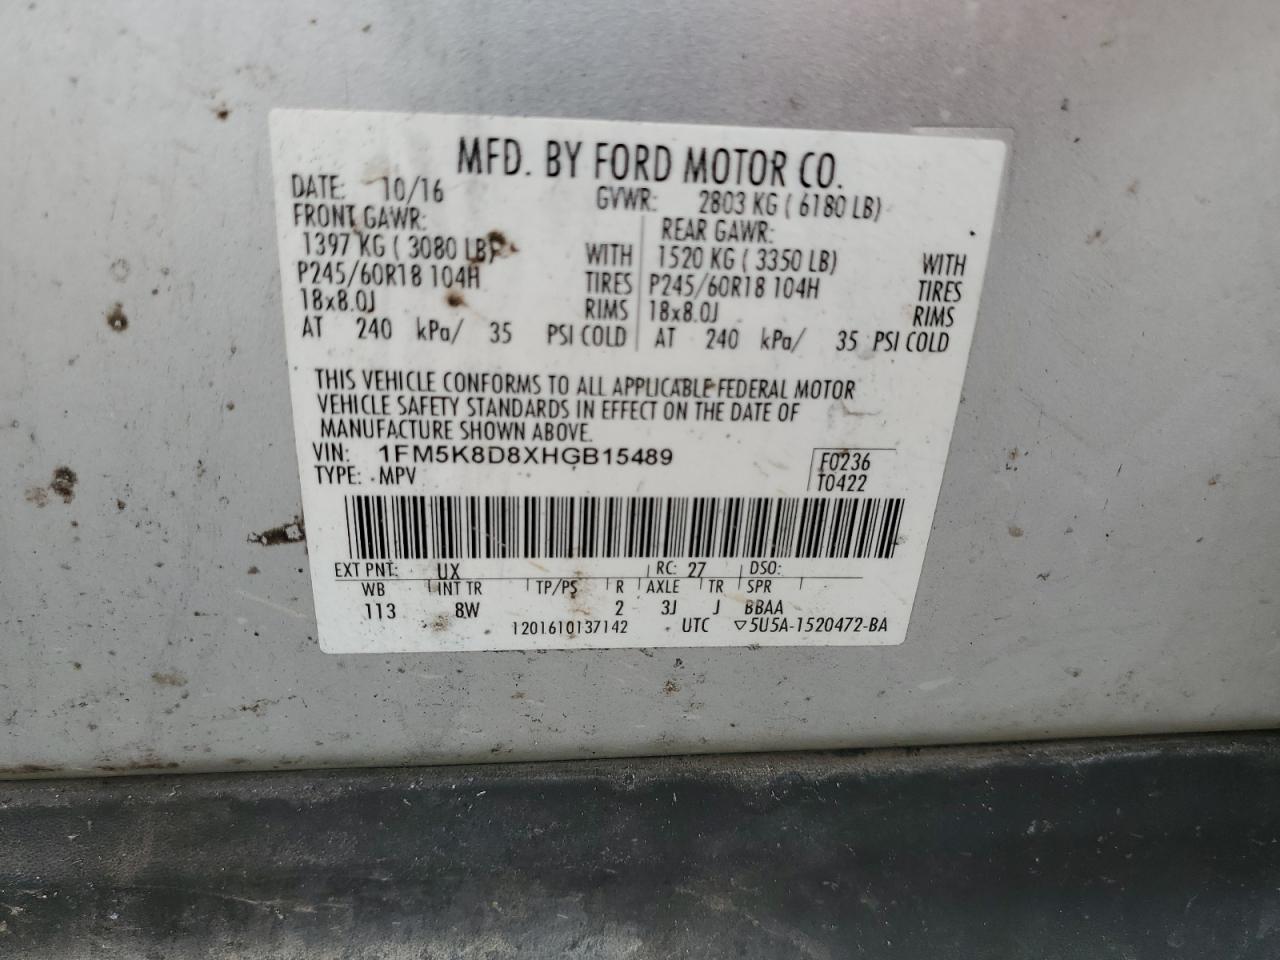 MFD. BY FORD MOTOR CO.
DATE: 10/16 GVWR: 2803 KG ( 6180 LB)
FRONT GAWR: REAR GAWR:
1397 KG ( 3080 LB) WITH 1520 KG ( 3350 LB) WITH
P245/60R18 104H TIRES P245/60R18 104H TIRES
18x8.0J RIMS 18x8.0J RIMS
AT 240 kPa/ 35 PSI COLD AT 240 kPa/ 35 PSI COLD
THIS VEHICLE CONFORMS TO ALL APPLICABLE FEDERAL MOTOR
VEHICLE SAFETY STANDARDS IN EFFECT ON THE DATE OF
MANUFACTURE SHOWN ABOVE.
VIN: 1FM5K8D8XHGB15489 F0236
TYPE: MPV T0422
EXT PNT: UX RC: 27 DSO:
WB INT TR TP/PS R AXLE TR SPR
113 8W 2 3J J BBAA
1201610137142 UTC ▽5U5A-1520472-BA